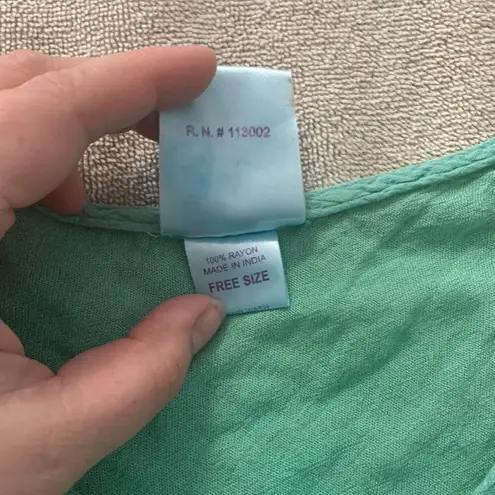 R.N. # 113002
100% RAYON
MADE IN INDIA
FREE SIZE